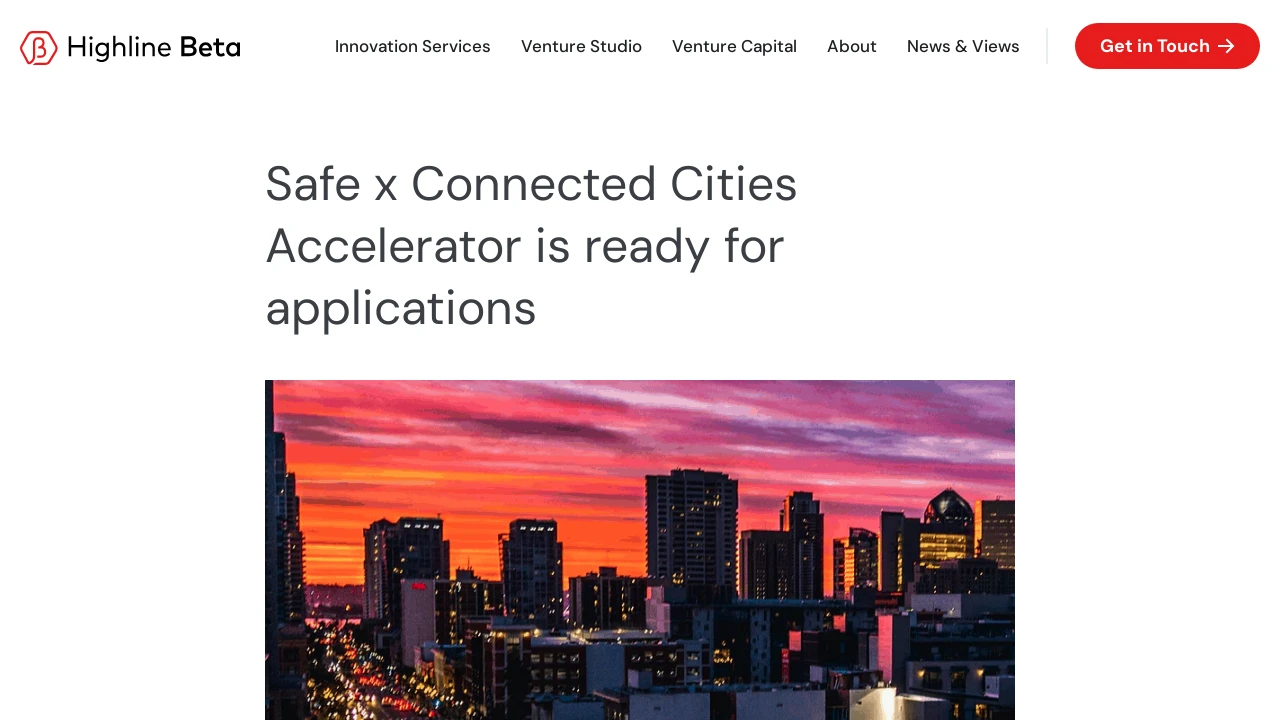 Highline Beta
Innovation Services
Venture Studio
Venture Capital
About
News & Views
Get in Touch
Safe x Connected Cities
Accelerator is ready for
applications